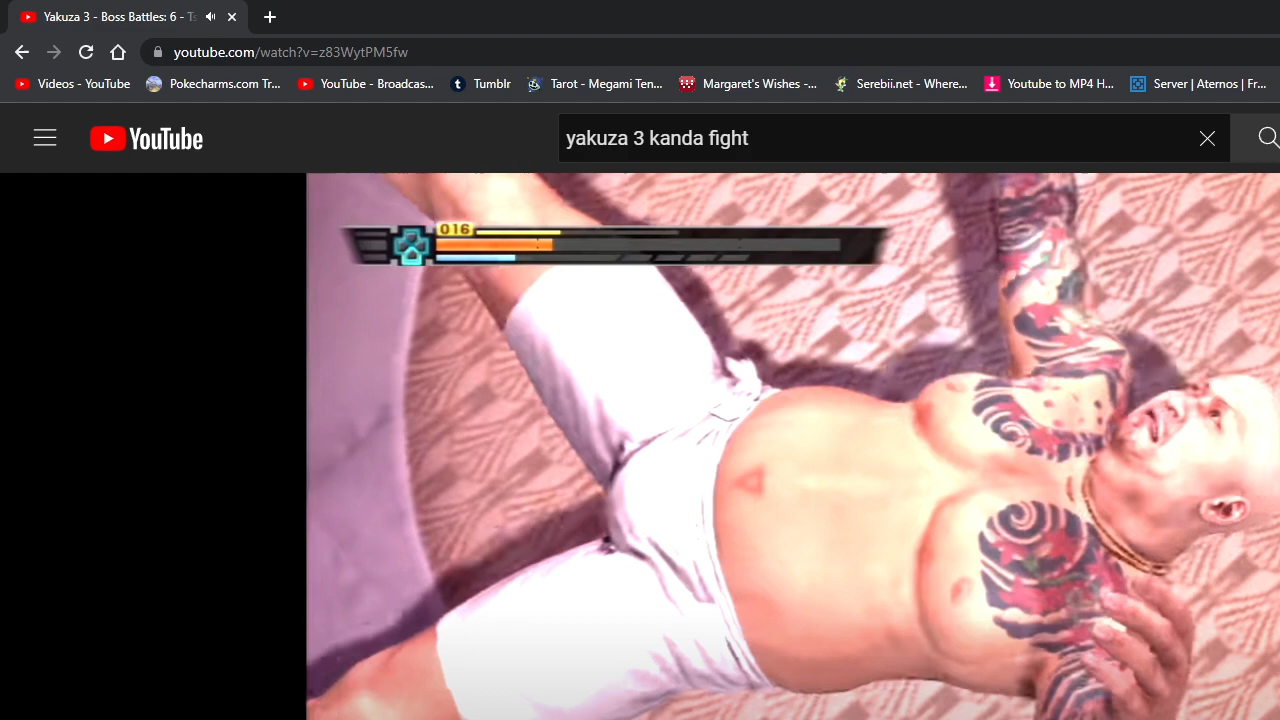 Yakuza 3 - Boss Battles: 6 - Ts
youtube.com/watch?v=z83WytPM5fw
Videos - YouTube Pokecharms.com Tr... YouTube - Broadcas... Tumblr Tarot - Megami Ten... Margaret's Wishes -... Serebii.net - Where... Youtube to MP4 H... Server | Aternos | Fr...
YouTube yakuza 3 kanda fight
016